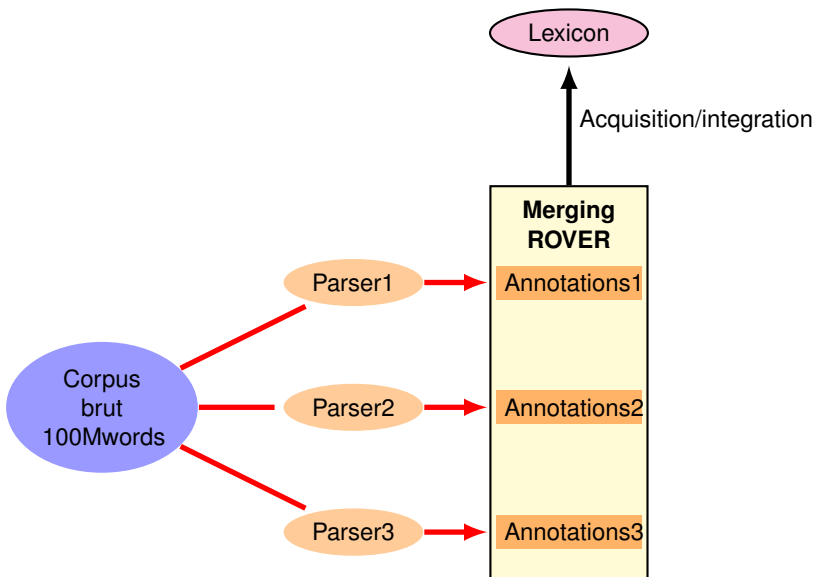 Lexicon
Acquisition/integration
Merging
ROVER
Parser1
Annotations1
Corpus
brut
100Mwords
Parser2
Annotations2
Parser3
Annotations3